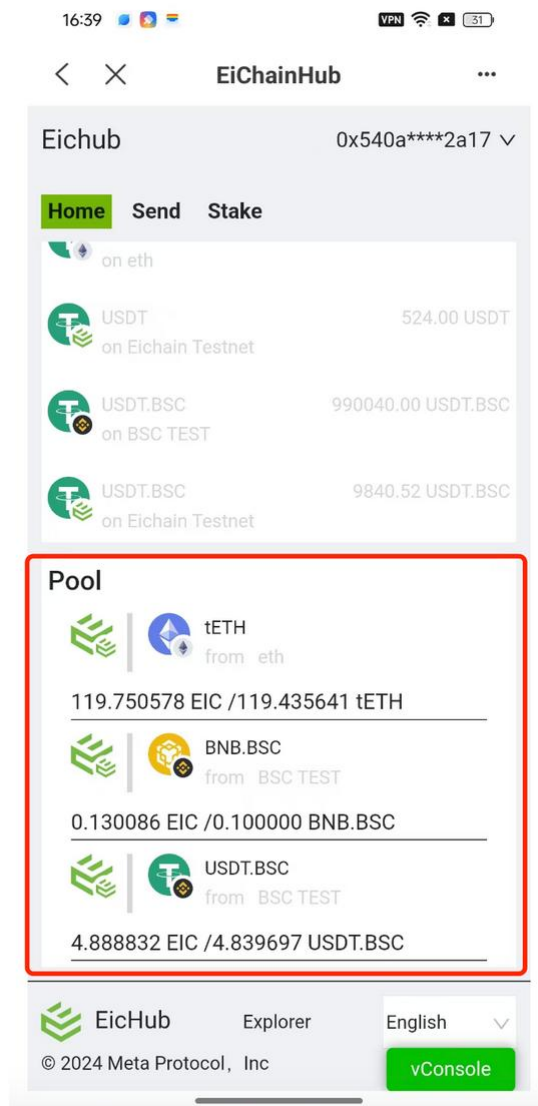 16:39 VPN 31
EiChainHub
Eichub 0x540a****2a17
Home Send Stake
on eth
USDT 524.00 USDT
on Eichain Testnet
USDT.BSC 990040.00 USDT.BSC
on BSC TEST
USDT.BSC 9840.52 USDT.BSC
on Eichain Testnet
Pool
tETH
from eth
119.750578 EIC /119.435641 tETH
BNB.BSC
from BSC TEST
0.130086 EIC /0.100000 BNB.BSC
USDT.BSC
from BSC TEST
4.888832 EIC /4.839697 USDT.BSC
EicHub Explorer English
© 2024 Meta Protocol, Inc vConsole